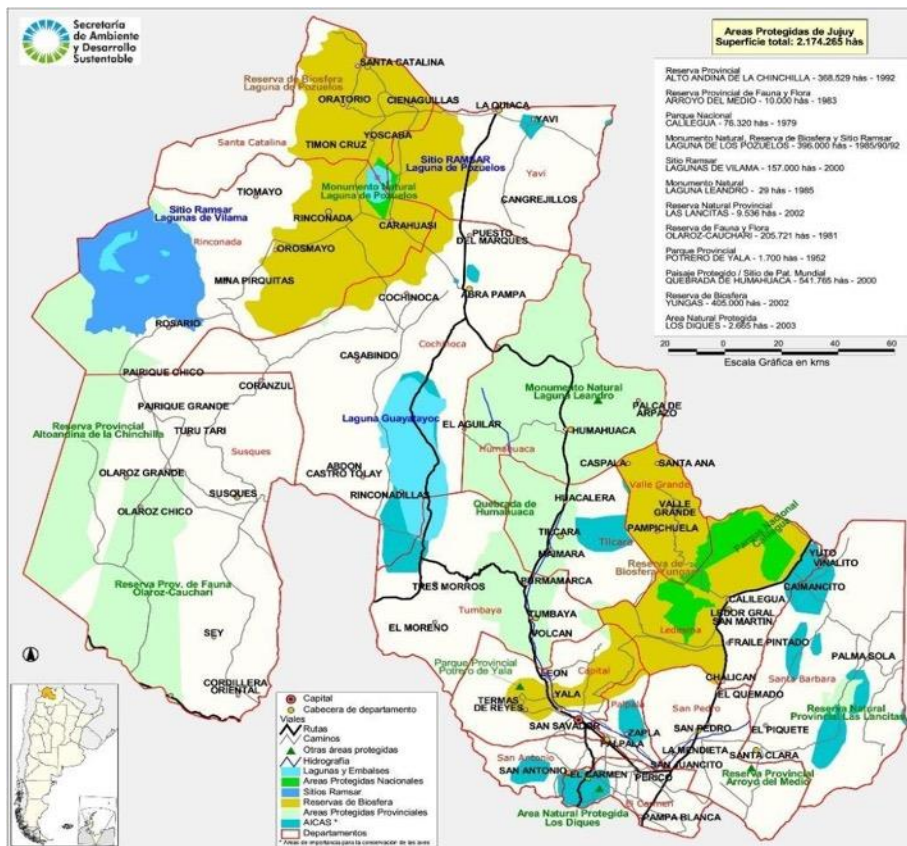 Secretaría
de Ambiente
y Desarrollo
Sustentable
Areas Protegidas de Jujuy
Superficie total: 2.174.265 hás
Reserva Provincial
ALTO ANDINA DE LA CHINCHILLA - 368.529 hás - 1992
Reserva Provincial de Fauna y Flora
ARROYO DEL MEDIO - 10.000 hás - 1983
Parque Nacional
CALILEGUA - 76.320 hás - 1979
Monumento Natural, Reserva de Biosfera y Sitio Ramsar
LAGUNA DE LOS POZUELOS - 396.000 hás - 1985/90/92
Sitio Ramsar
LAGUNAS DE VILAMA - 157.000 hás - 2000
Monumento Natural
LAGUNA LEANDRO - 29 hás - 1985
Reserva Natural Provincial
LAS LANCITAS - 9.536 hás - 2002
Reserva de Fauna y Flora
OLAROZ-CAUCHARI - 205.721 hás - 1981
Parque Provincial
POTRERO DE YALA - 1.700 hás - 1952
Paisaje Protegido / Sitio de Pat. Mundial
QUEBRADA DE HUMAHUACA - 541.765 hás - 2000
Reserva de Biosfera
YUNGAS - 405.000 hás - 2002
Area Natural Protegida
LOS DIQUES - 2.665 hás - 2003
20 0 20 40 60
Escala Gráfica en kms
SANTA CATALINA
Reserva de Biosfera
Laguna de Pozuelos
ORATORIO
CIENAGUILLAS
LA QUIACA
YAVI
YOSCABA
Santa Catalina
TIMON CRUZ
Sitio RAMSAR
Laguna de Pozuelos
Yavi
Monumento Natural
Laguna de Pozuelos
TIOMAYO
CANGREJILLOS
Sitio Ramsar
Lagunas de Vilama
RINCONADA
CARAHUASI
Rinconada
PUESTO
DEL MARQUES
OROSMAYO
MINA PIRQUITAS
COCHINOCA
ABRA PAMPA
ROSARIO
Cochinoca
CASABINDO
PAIRIQUE CHICO
CORANZUL
Monumento Natural
Laguna Leandro
PAIRIQUE GRANDE
PALCA DE
ARPAZO
Reserva Provincial
Altoandina de la Chinchilla
Laguna Guayatayoc
EL AGUILAR
TURU TARI
HUMAHUACA
Susques
Humahuaca
ABDON
CASTRO TOLAY
CASPALA
SANTA ANA
OLAROZ GRANDE
Valle Grande
SUSQUES
RINCONADILLAS
HUACALERA
VALLE
GRANDE
OLAROZ CHICO
Quebrada de
Humahuaca
PAMPICHUELA
Parque Nacional
Calilegua
TILCARA
Tilcara
MAIMARA
Reserva de
Biosfera Yungas
YUTO
VINALITO
Reserva Prov. de Fauna
Olaroz-Cauchari
TRES MORROS
PURMAMARCA
CAIMANCITO
CALILEGUA
Tumbaya
TUMBAYA
LEDOR GRAL
SAN MARTIN
SEY
EL MORENO
VOLCAN
Ledesma
FRAILE PINTADO
PALMA SOLA
Parque Provincial
Potrero de Yala
LEON
Capital
CHALICAN
Santa Barbara
CORDILLERA
ORIENTAL
EL QUEMADO
TERMAS
DE REYES
YALA
Palpala
San Pedro
Reserva Natural
Provincial Las Lancitas
SAN SAVADOR
ZAPLA
SAN PEDRO
EL PIQUETE
PALPALA
LA MENDIETA
SANTA CLARA
San Antonio
SAN JUANCITO
SAN ANTONIO
EL CARMEN
PERICO
Reserva Provincial
Arroyo del Medio
El Carmen
Area Natural Protegida
Los Diques
PAMPA BLANCA
Capital
Cabecera de departamento
Viales
Rutas
Caminos
Otras áreas protegidas
Hidrografía
Lagunas y Embalses
Areas Protegidas Nacionales
Sitios Ramsar
Reservas de Biosfera
Areas Protegidas Provinciales
AICAS *
Departamentos
* Areas de importancia para la conservación de las aves